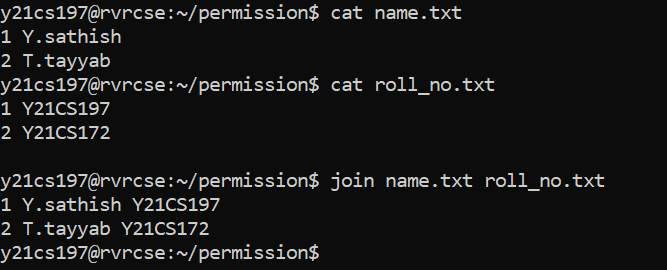 y21cs197@rvrcse:~/permission$ cat name.txt
1 Y.sathish
2 T.tayyab
y21cs197@rvrcse:~/permission$ cat roll_no.txt
1 Y21CS197
2 Y21CS172

y21cs197@rvrcse:~/permission$ join name.txt roll_no.txt
1 Y.sathish Y21CS197
2 T.tayyab Y21CS172
y21cs197@rvrcse:~/permission$